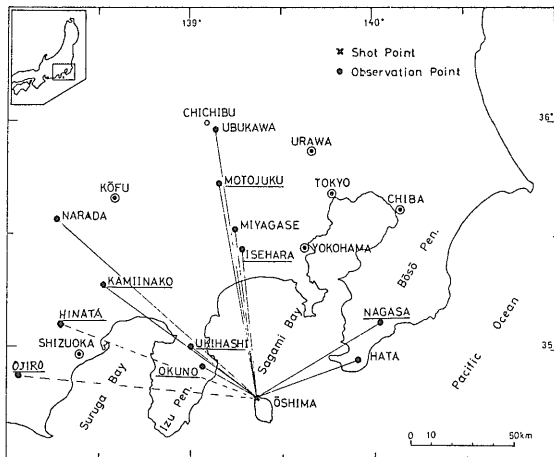 139°
140°
× Shot Point
● Observation Point
CHICHIBU
UBUKAWA
36°
URAWA
MOTOJUKU
TOKYO
KŌFU
CHIBA
NARADA
MIYAGASE
ISEHARA
YOKOHAMA
Bōsō Pen.
KAMIINAKO
Sagami Bay
NAGASA
Pacific Ocean
HINATA
UKIHASHI
35°
SHIZUOKA
HATA
OJIRO
OKUNO
Suruga Bay
Izu Pen.
ŌSHIMA
0 10 50km